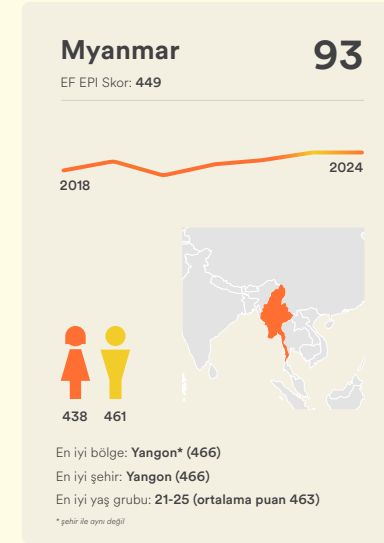 Myanmar
93
EF EPI Skor: 449
2018
2024
438 461
En iyi bölge: Yangon* (466)
En iyi şehir: Yangon (466)
En iyi yaş grubu: 21-25 (ortalama puan 463)
* şehir ile aynı değil